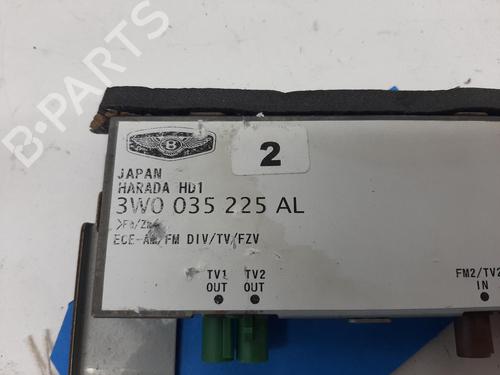 B-PARTS
B
2
JAPAN
HARADA HD1
3W0 035 225 AL
ECE-AM/FM DIV/TV/FZV
TV1 TV2 FM2/TV2
OUT OUT IN